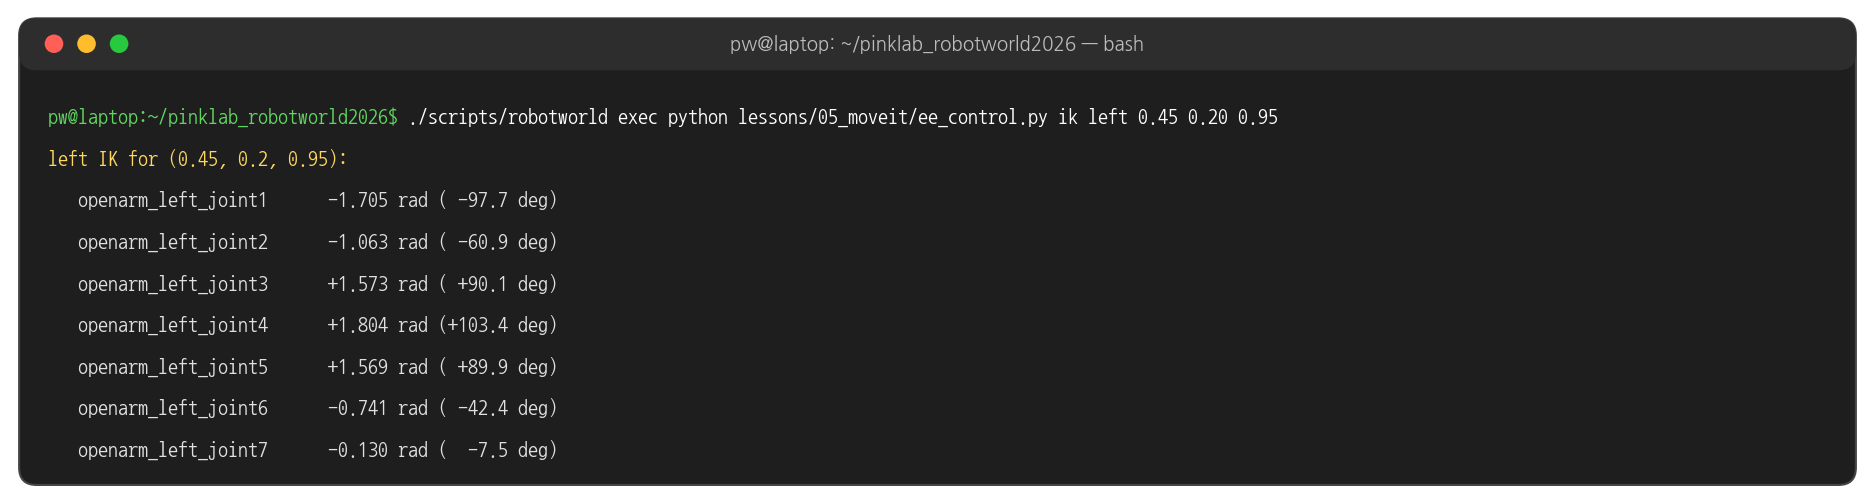 pw@laptop: ~/pinklab_robotworld2026 — bash
pw@laptop:~/pinklab_robotworld2026$ ./scripts/robotworld exec python lessons/05_moveit/ee_control.py ik left 0.45 0.20 0.95
left IK for (0.45, 0.2, 0.95):
   openarm_left_joint1      -1.705 rad ( -97.7 deg)
   openarm_left_joint2      -1.063 rad ( -60.9 deg)
   openarm_left_joint3      +1.573 rad ( +90.1 deg)
   openarm_left_joint4      +1.804 rad (+103.4 deg)
   openarm_left_joint5      +1.569 rad ( +89.9 deg)
   openarm_left_joint6      -0.741 rad ( -42.4 deg)
   openarm_left_joint7      -0.130 rad (  -7.5 deg)